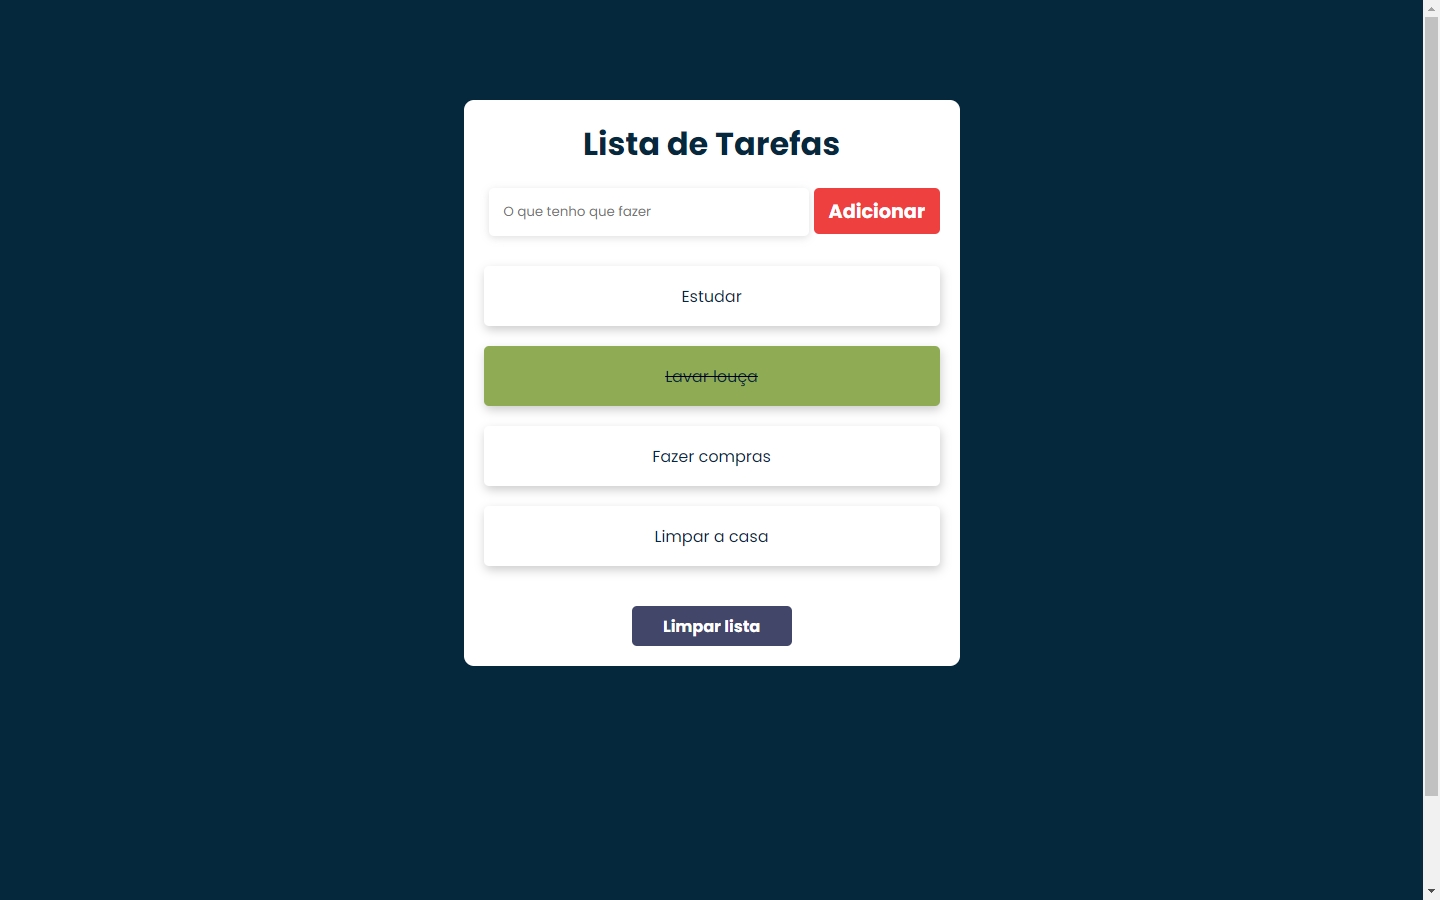 Lista de Tarefas
O que tenho que fazer
Adicionar
Estudar
Lavar louça
Fazer compras
Limpar a casa
Limpar lista